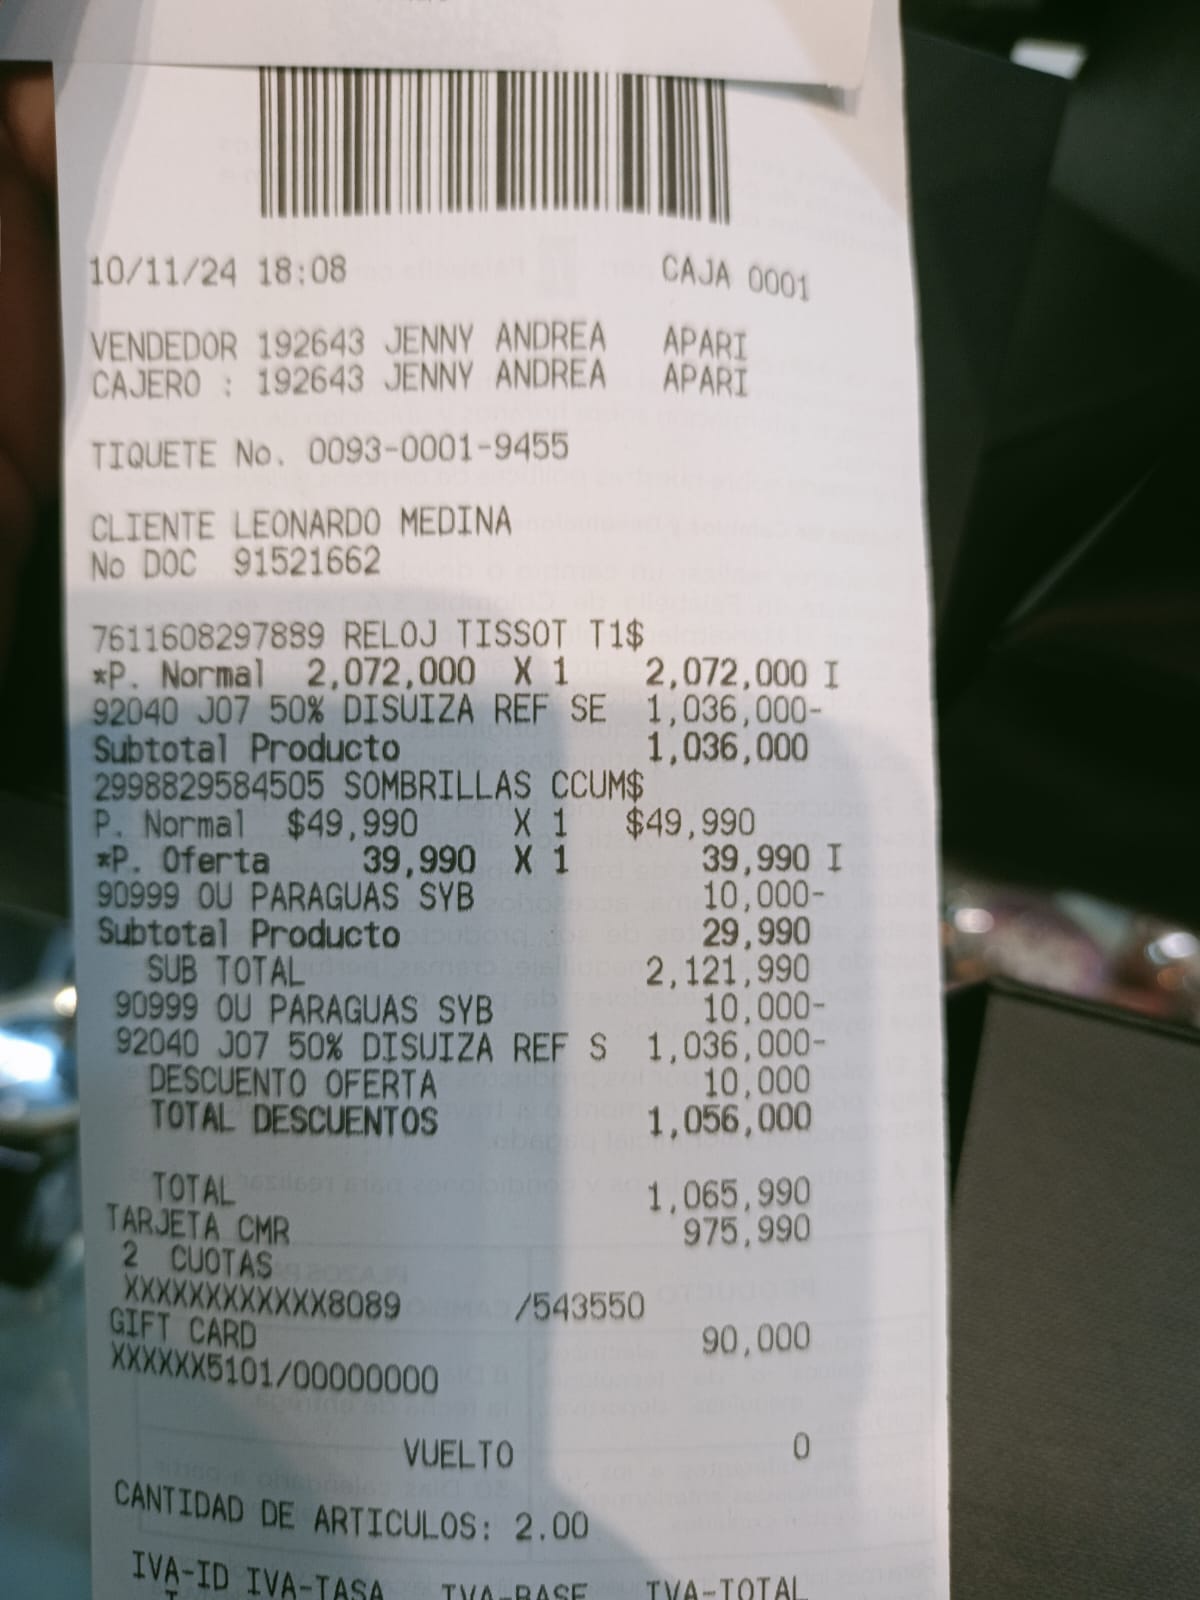 10/11/24 18:08 CAJA 0001
VENDEDOR 192643 JENNY ANDREA APARI
CAJERO : 192643 JENNY ANDREA APARI
TIQUETE No. 0093-0001-9455
CLIENTE LEONARDO MEDINA
No DOC 91521662
7611608297889 RELOJ TISSOT T1$
*P. Normal 2,072,000 X 1 2,072,000 I
92040 J07 50% DISUIZA REF SE 1,036,000-
Subtotal Producto 1,036,000
2998829584505 SOMBRILLAS CCUM$
P. Normal $49,990 X 1 $49,990
*P. Oferta 39,990 X 1 39,990 I
90999 OU PARAGUAS SYB 10,000-
Subtotal Producto 29,990
SUB TOTAL 2,121,990
90999 OU PARAGUAS SYB 10,000-
92040 J07 50% DISUIZA REF S 1,036,000-
DESCUENTO OFERTA 10,000
TOTAL DESCUENTOS 1,056,000
TOTAL 1,065,990
TARJETA CMR 975,990
2 CUOTAS
XXXXXXXXXXXX8089 /543550
GIFT CARD 90,000
XXXXXX5101/00000000
VUELTO 0
CANTIDAD DE ARTICULOS: 2.00
IVA-ID IVA-TASA IVA-BASE IVA-TOTAL